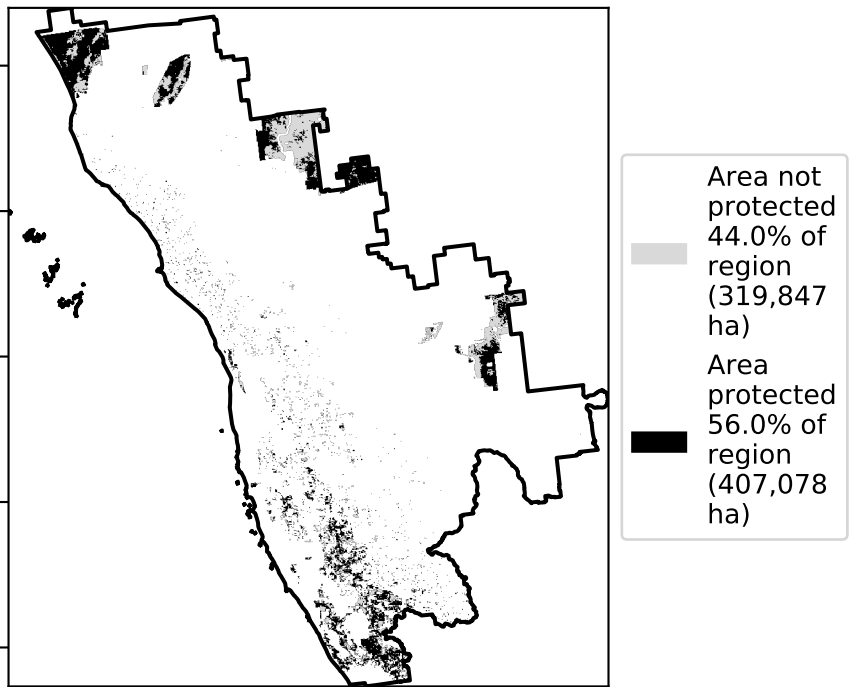 Area not
protected
44.0% of
region
(319,847
ha)
Area
protected
56.0% of
region
(407,078
ha)